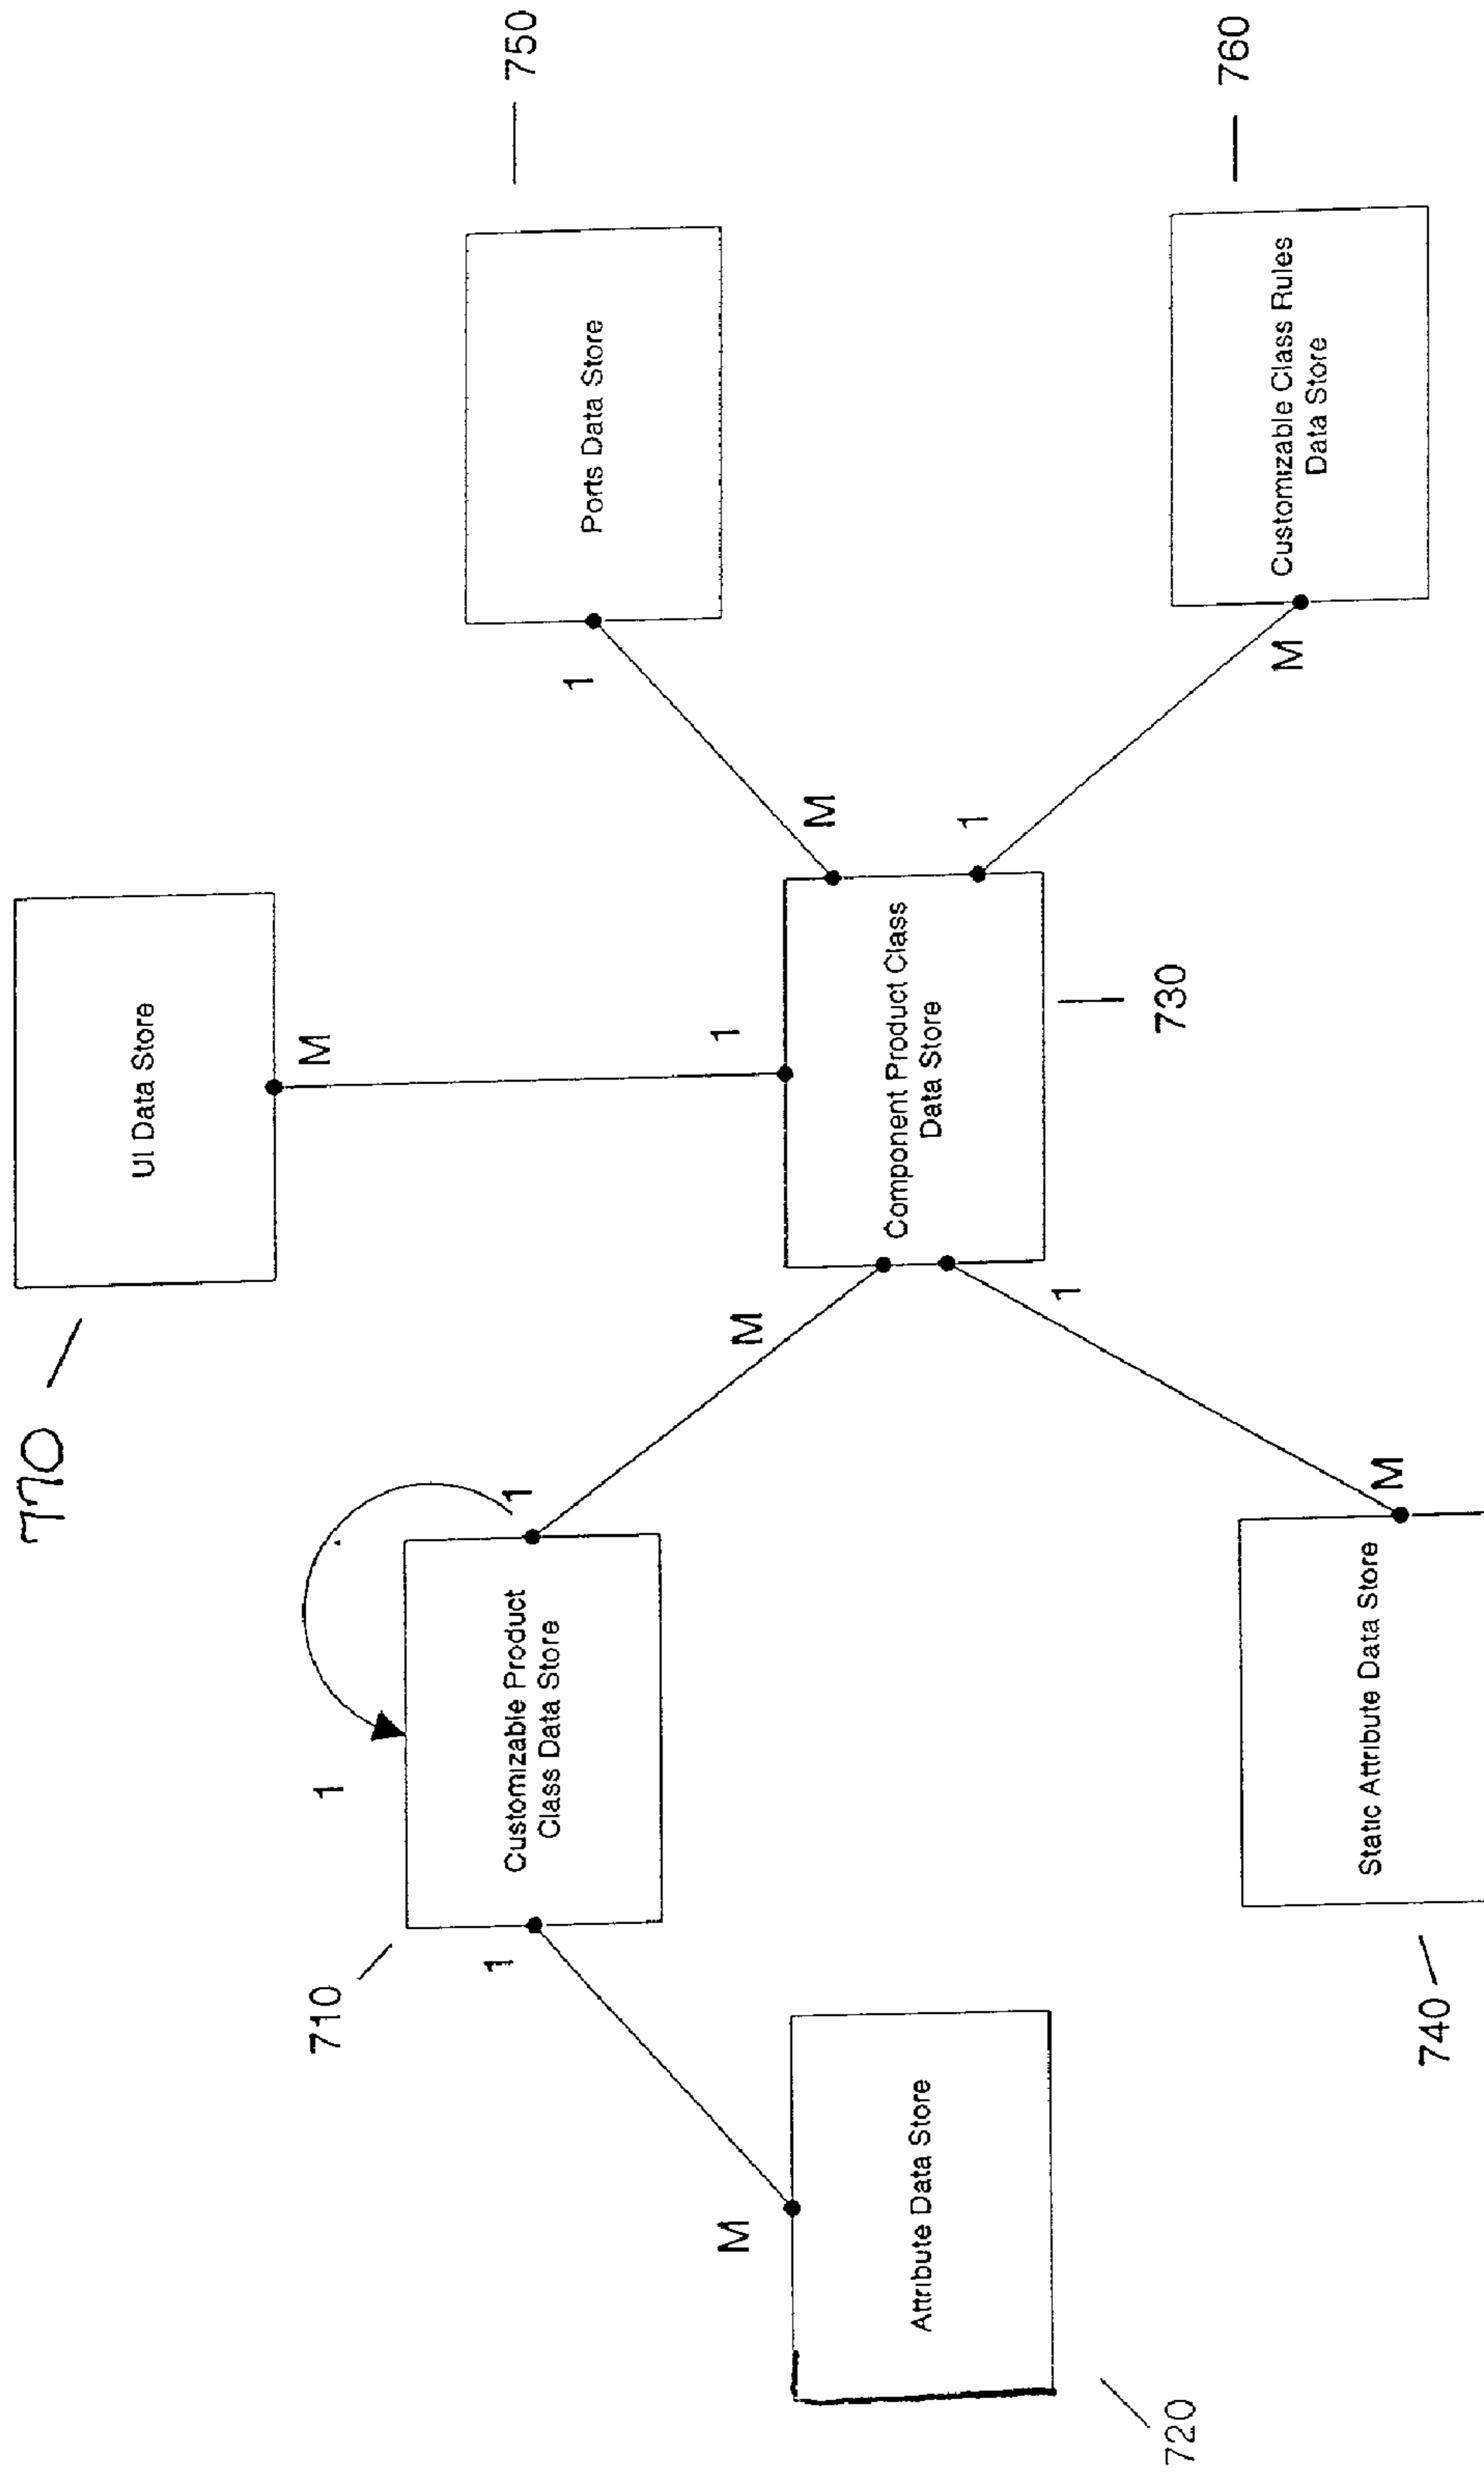 770
UI Data Store
M
1
750
Ports Data Store
1
M
710
1
1
Customizable Product
Class Data Store
1
M
Component Product Class
Data Store
730
1
M
Customizable Class Rules
Data Store
760
720
Attribute Data Store
M
1
740
Static Attribute Data Store
M